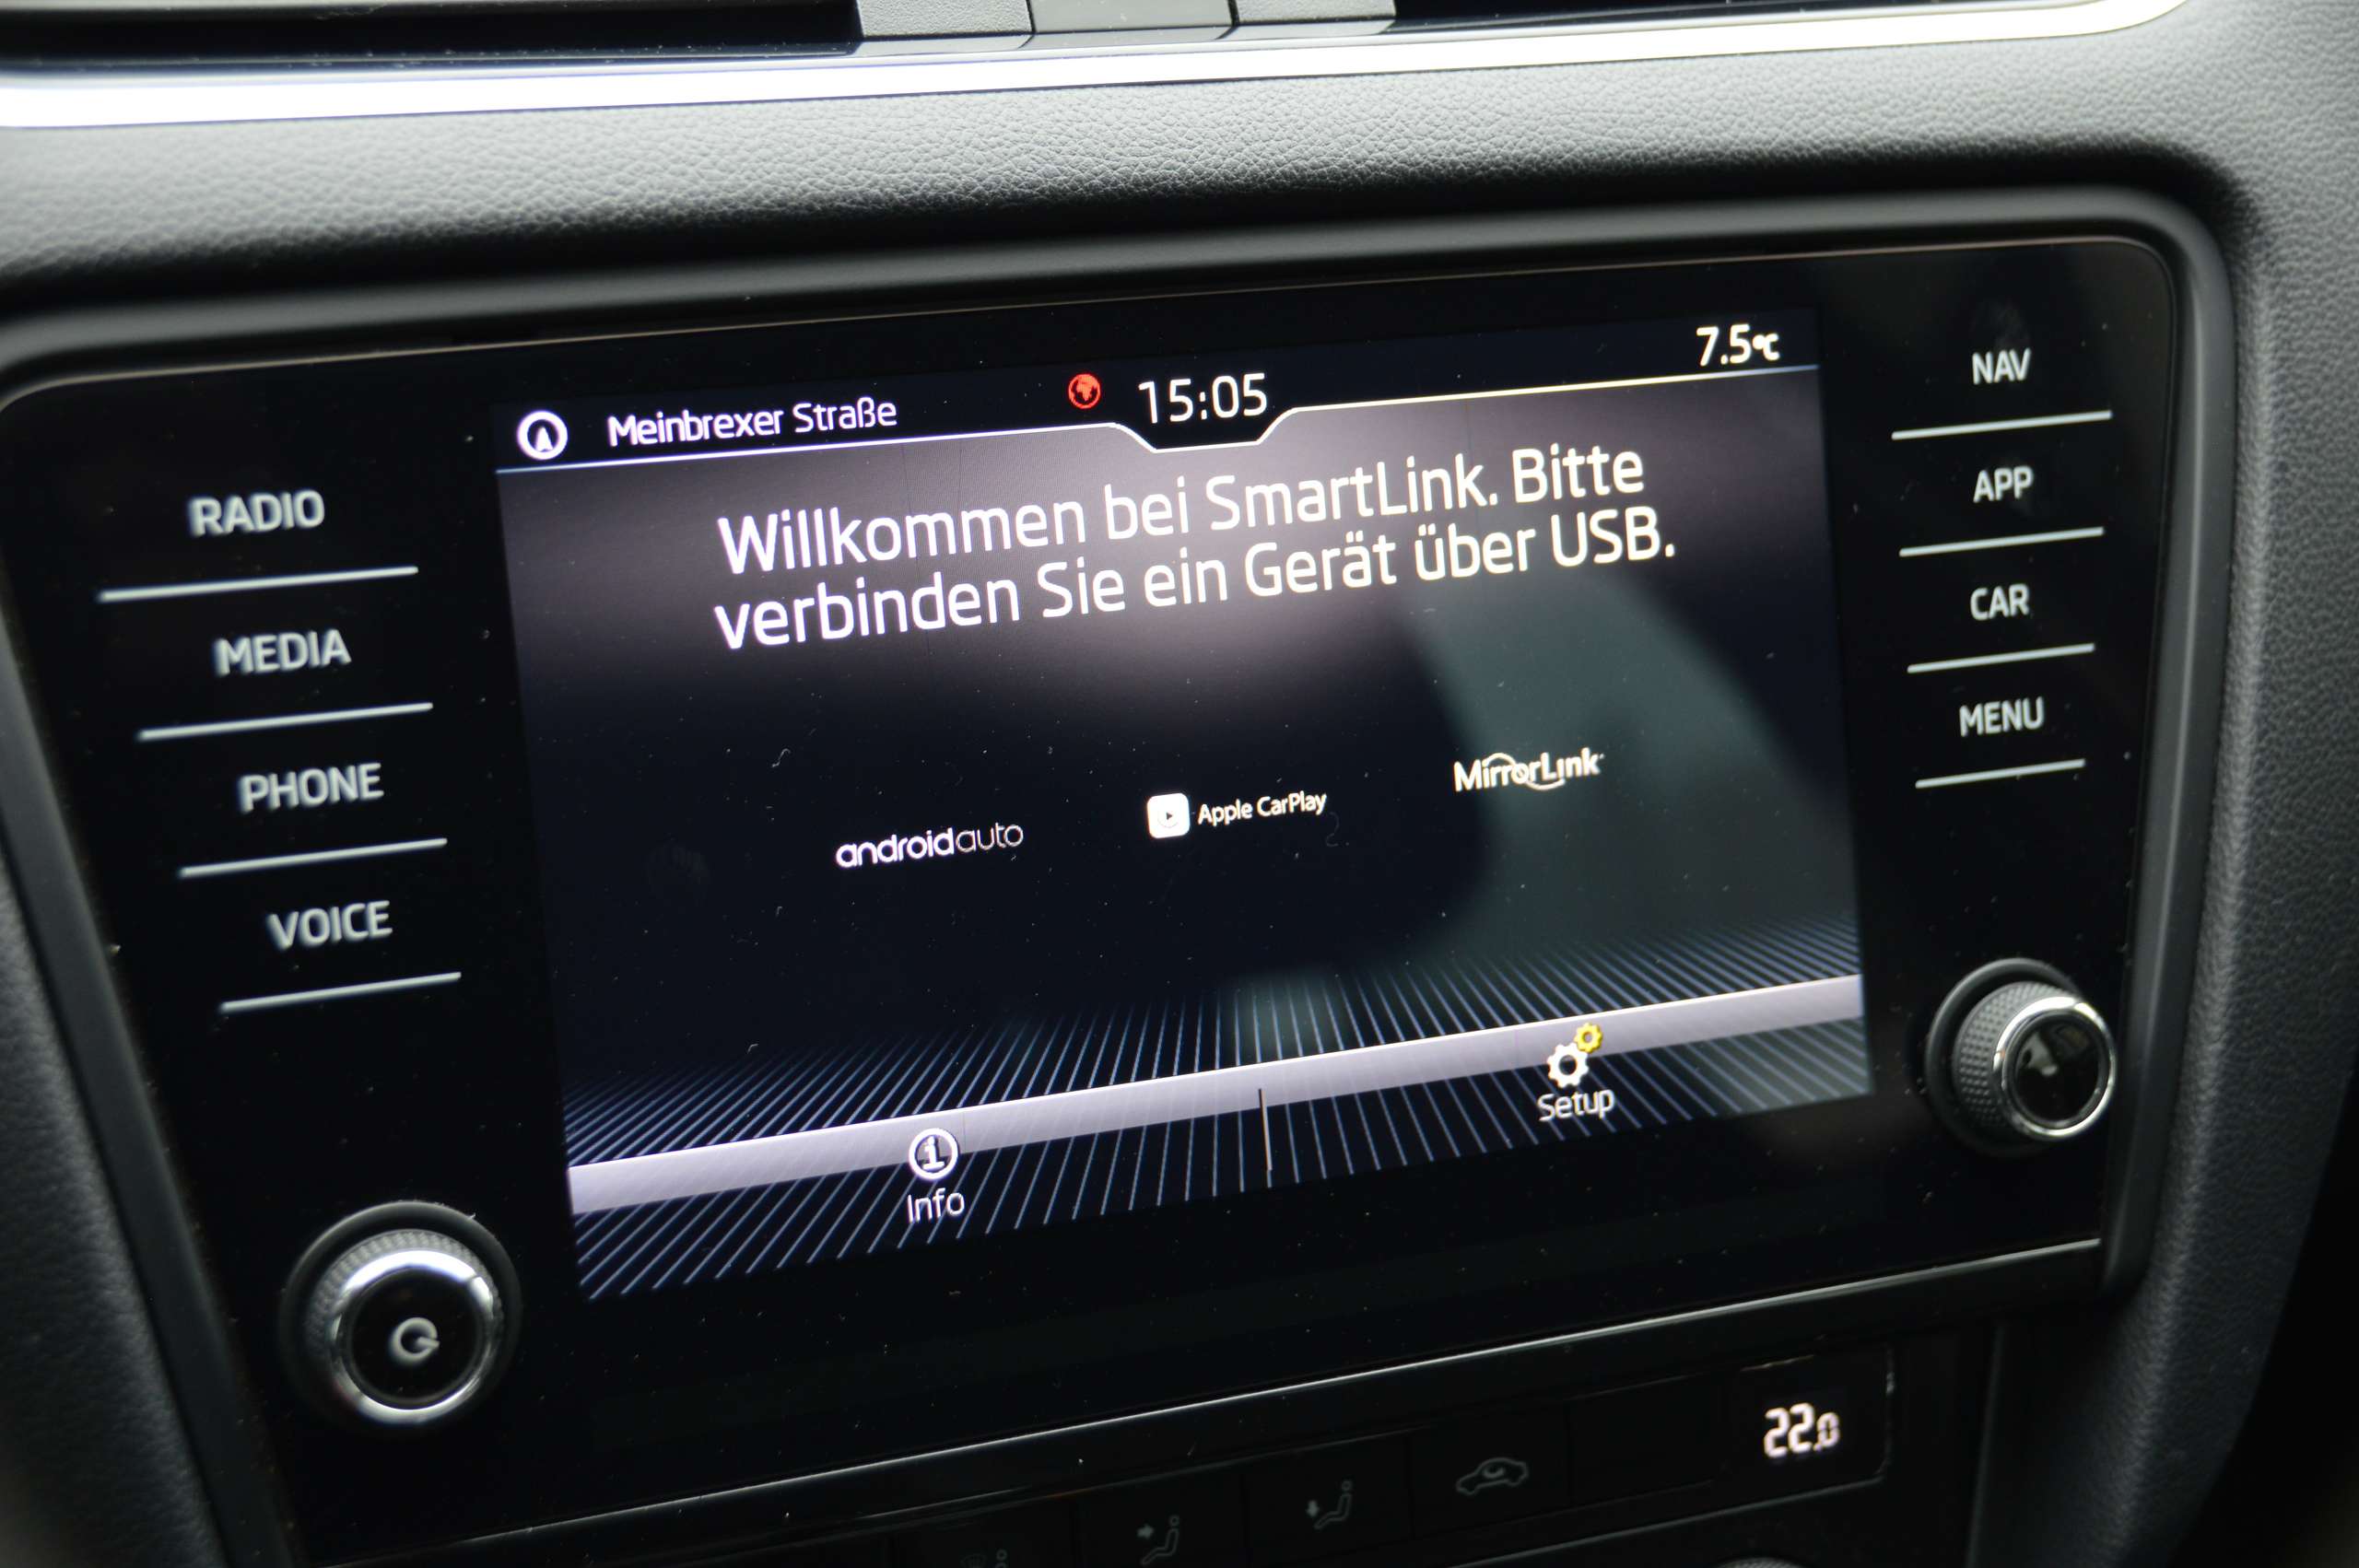 Meinbrexer Straße 15:05 7.5°C
Willkommen bei SmartLink. Bitte
verbinden Sie ein Gerät über USB.
androidauto
Apple CarPlay
MirrorLink
Info
Setup
RADIO
MEDIA
PHONE
VOICE
NAV
APP
CAR
MENU
22.0